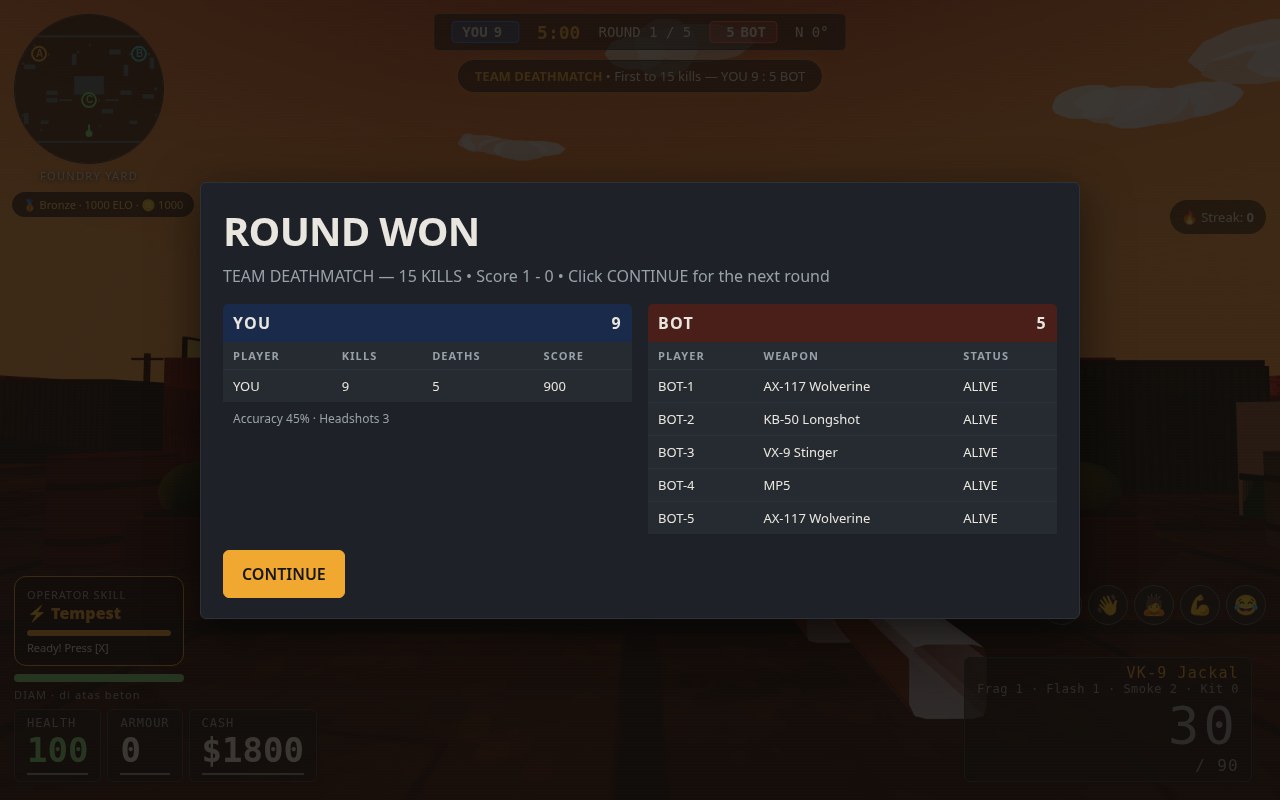 YOU 9 5:00 ROUND 1 / 5 5 BOT N 0°
TEAM DEATHMATCH • First to 15 kills — YOU 9 : 5 BOT
A
B
C
FOUNDRY YARD
Bronze · 1000 ELO · 1000
Streak: 0
ROUND WON
TEAM DEATHMATCH — 15 KILLS • Score 1 - 0 • Click CONTINUE for the next round
YOU 9
PLAYER KILLS DEATHS SCORE
YOU 9 5 900
Accuracy 45% · Headshots 3
BOT 5
PLAYER WEAPON STATUS
BOT-1 AX-117 Wolverine ALIVE
BOT-2 KB-50 Longshot ALIVE
BOT-3 VX-9 Stinger ALIVE
BOT-4 MP5 ALIVE
BOT-5 AX-117 Wolverine ALIVE
CONTINUE
OPERATOR SKILL
Tempest
Ready! Press [X]
DIAM · di atas beton
HEALTH
100
ARMOUR
0
CASH
$1800
VK-9 Jackal
Frag 1 · Flash 1 · Smoke 2 · Kit 0
30
/ 90